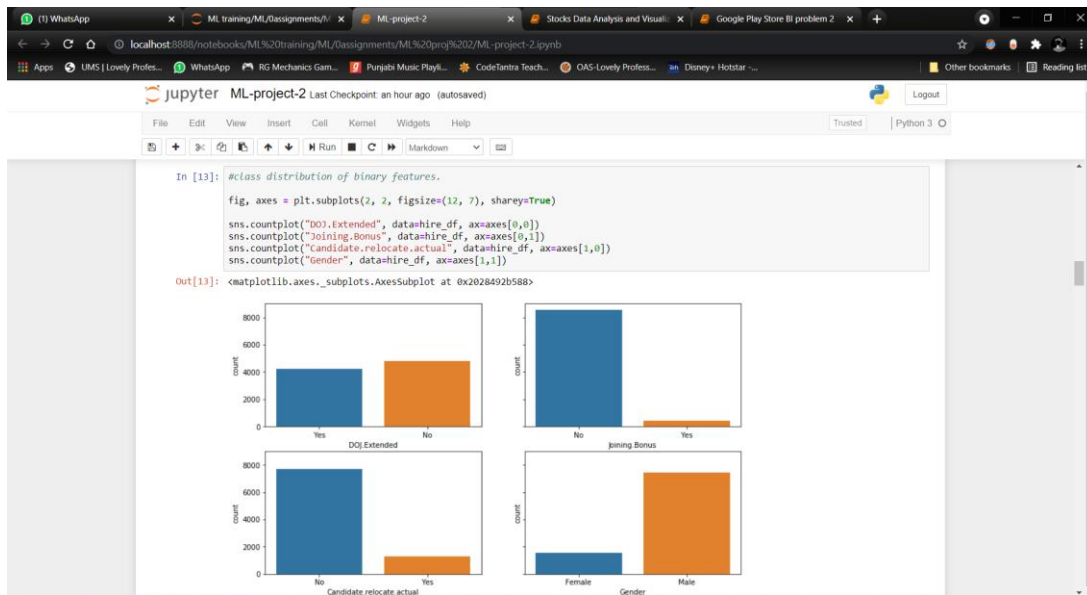 (1) WhatsApp
ML training/ML/0assignments/M
ML-project-2
Stocks Data Analysis and Visualiz
Google Play Store BI problem 2
localhost:8888/notebooks/ML%20training/ML/0assignments/ML%20proj%202/ML-project-2.ipynb
Apps UMS | Lovely Profes... WhatsApp RG Mechanics Gam... Punjabi Music Playli... CodeTantra Teach... OAS-Lovely Profess... Disney+ Hotstar -... Other bookmarks Reading list
jupyter ML-project-2 Last Checkpoint: an hour ago (autosaved) Logout
File Edit View Insert Cell Kernel Widgets Help Trusted Python 3
Run Markdown
In [13]: #class distribution of binary features.
fig, axes = plt.subplots(2, 2, figsize=(12, 7), sharey=True)
sns.countplot("DOJ.Extended", data=hire_df, ax=axes[0,0])
sns.countplot("Joining.Bonus", data=hire_df, ax=axes[0,1])
sns.countplot("Candidate.relocate.actual", data=hire_df, ax=axes[1,0])
sns.countplot("Gender", data=hire_df, ax=axes[1,1])
Out[13]: <matplotlib.axes._subplots.AxesSubplot at 0x2028492b588>
8000
6000
4000
2000
0
count
Yes No
DOJ.Extended
count
No Yes
Joining.Bonus
8000
6000
4000
2000
0
count
No Yes
Candidate.relocate.actual
count
Female Male
Gender